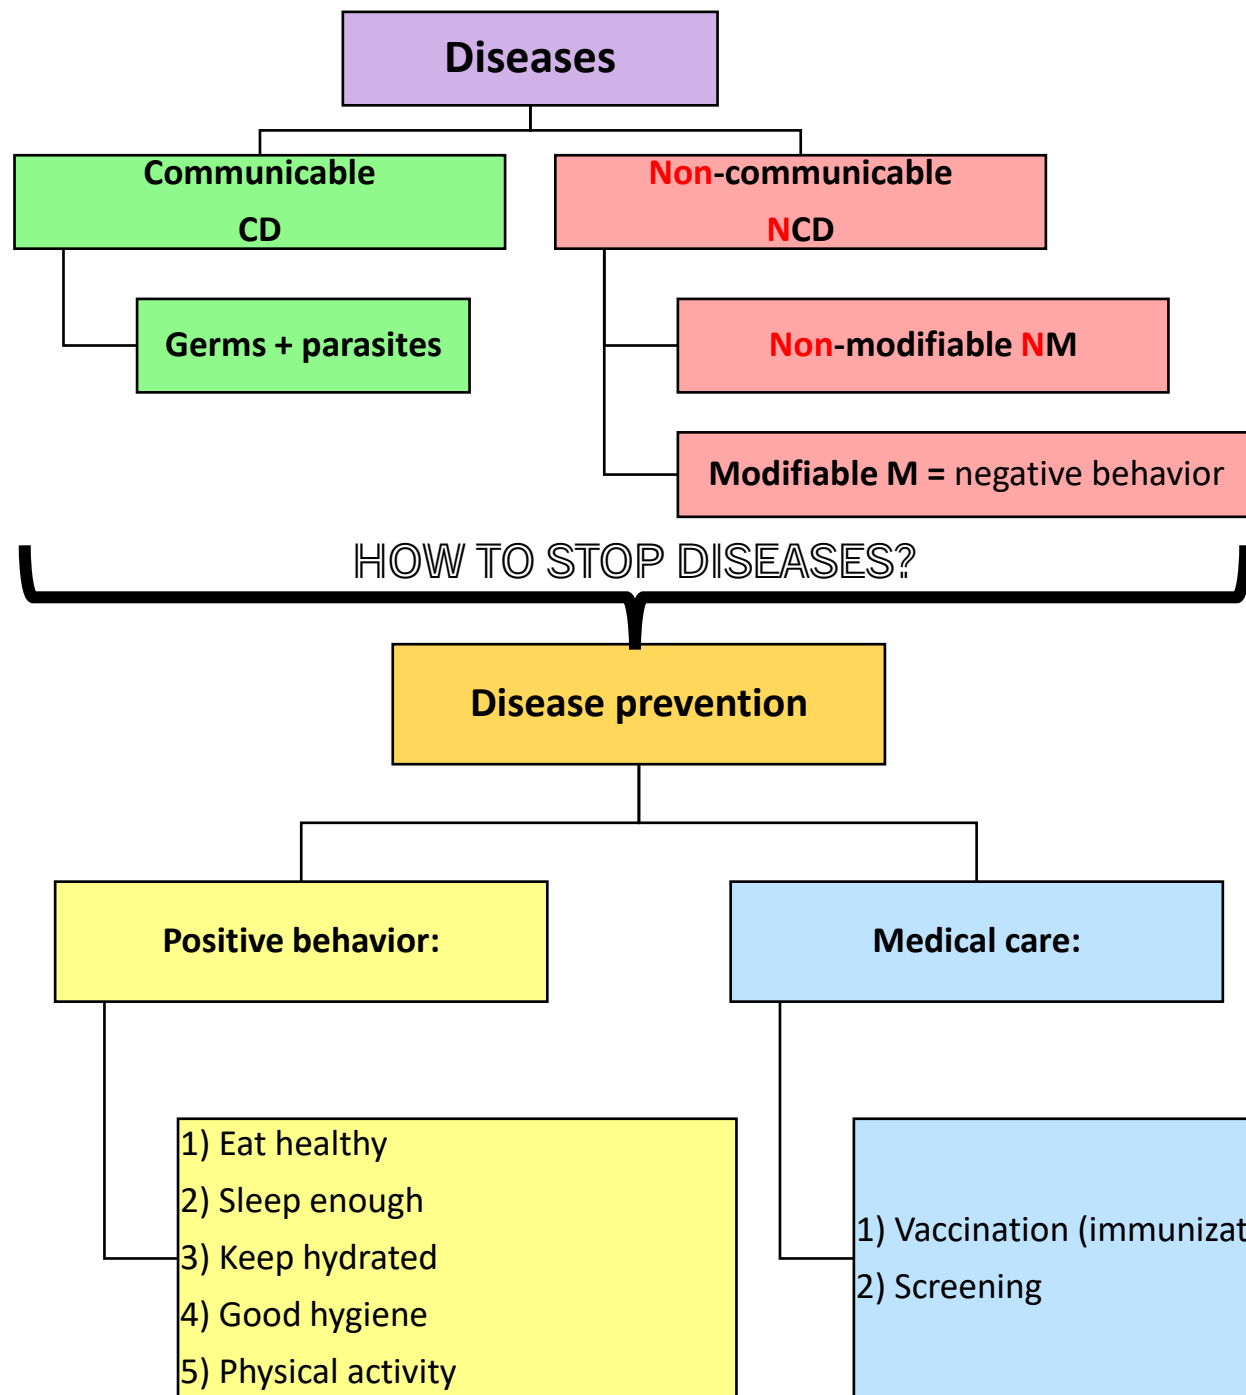 Diseases
Communicable
CD
Non-communicable
NCD
Germs + parasites
Non-modifiable NM
Modifiable M = negative behavior
HOW TO STOP DISEASES?
Disease prevention
Positive behavior:
Medical care:
1) Eat healthy
2) Sleep enough
3) Keep hydrated
4) Good hygiene
5) Physical activity
1) Vaccination (immunizat
2) Screening